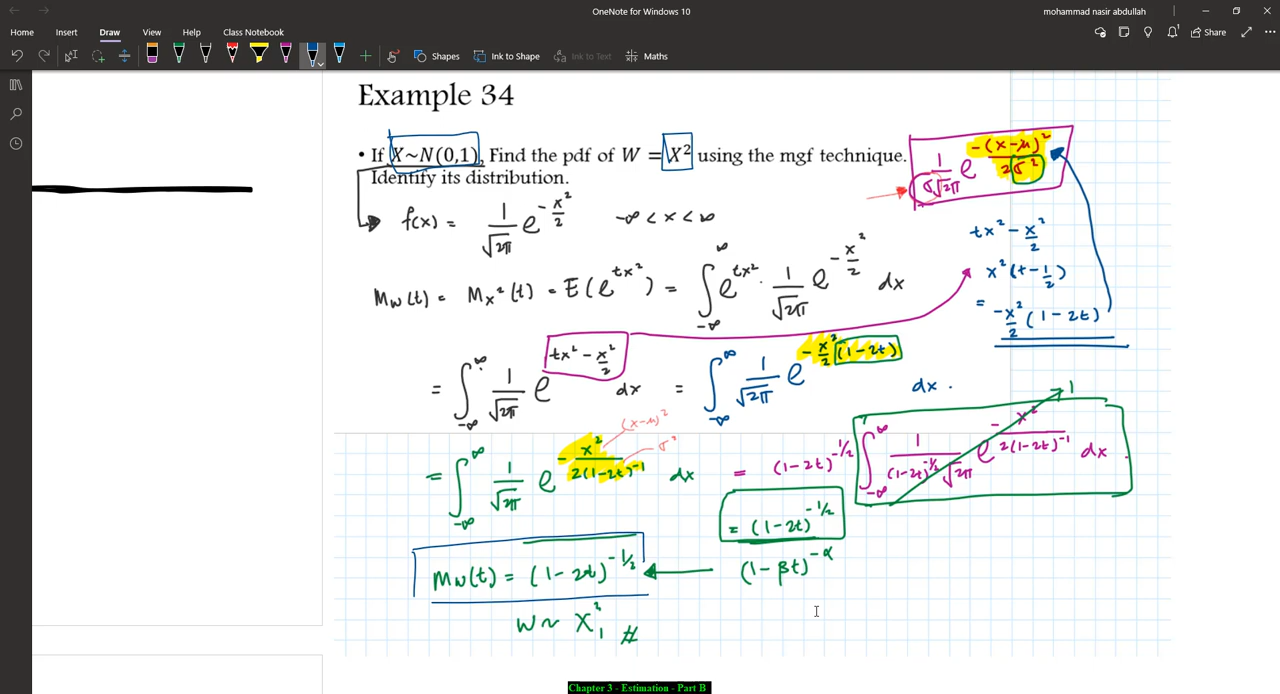 OneNote for Windows 10
mohammad nasir abdullah
Home Insert Draw View Help Class Notebook
Share
Shapes Ink to Shape Ink to Text Maths
Example 34
• If X~N(0,1), Find the pdf of W = X² using the mgf technique.
Identify its distribution.
1/(σ√2π) e^(-(x-μ)²/2σ²)
f(x) = 1/√2π e^(-x²/2) -∞ < x < ∞
tx² - x²/2
x²(t - 1/2)
= -x²/2 (1-2t)
Mw(t) = Mx²(t) = E(e^(tx²)) = ∫_(-∞)^∞ e^(tx²) · 1/√2π e^(-x²/2) dx
= ∫_(-∞)^∞ 1/√2π e^(tx² - x²/2) dx = ∫_(-∞)^∞ 1/√2π e^(-x²/2 (1-2t)) dx.
(x-μ)²
σ²
= ∫_(-∞)^∞ 1/√2π e^(-x²/2(1-2t)^-1) dx = (1-2t)^(-1/2) ∫_(-∞)^∞ 1/((1-2t)^(-1/2) √2π) e^(-x²/2(1-2t)^-1) dx. 1
= (1-2t)^(-1/2)
Mw(t) = (1-2t)^(-1/2) (1-βt)^(-α)
W ~ X²₁ #
Chapter 3 - Estimation - Part B